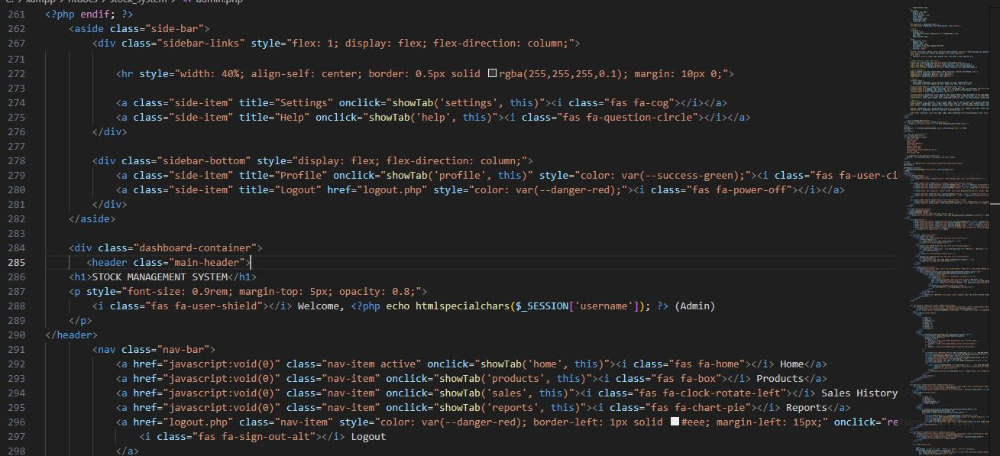 C: > xampp > htdocs > stock_system > admin.php
261 <?php endif; ?>
262 <aside class="side-bar">
267 <div class="sidebar-links" style="flex: 1; display: flex; flex-direction: column;">
271
272 <hr style="width: 40%; align-self: center; border: 0.5px solid rgba(255,255,255,0.1); margin: 10px 0;">
273
274 <a class="side-item" title="Settings" onclick="showTab('settings', this)"><i class="fas fa-cog"></i></a>
275 <a class="side-item" title="Help" onclick="showTab('help', this)"><i class="fas fa-question-circle"></i></a>
276 </div>
277
278 <div class="sidebar-bottom" style="display: flex; flex-direction: column;">
279 <a class="side-item" title="Profile" onclick="showTab('profile', this)" style="color: var(--success-green);"><i class="fas fa-user-ci
280 <a class="side-item" title="Logout" href="logout.php" style="color: var(--danger-red);"><i class="fas fa-power-off"></i></a>
281 </div>
282 </aside>
283
284 <div class="dashboard-container">
285 <header class="main-header">
286 <h1>STOCK MANAGEMENT SYSTEM</h1>
287 <p style="font-size: 0.9rem; margin-top: 5px; opacity: 0.8;">
288 <i class="fas fa-user-shield"></i> Welcome, <?php echo htmlspecialchars($_SESSION['username']); ?> (Admin)
289 </p>
290 </header>
291 <nav class="nav-bar">
292 <a href="javascript:void(0)" class="nav-item active" onclick="showTab('home', this)"><i class="fas fa-home"></i> Home</a>
293 <a href="javascript:void(0)" class="nav-item" onclick="showTab('products', this)"><i class="fas fa-box"></i> Products</a>
294 <a href="javascript:void(0)" class="nav-item" onclick="showTab('sales', this)"><i class="fas fa-clock-rotate-left"></i> Sales History
295 <a href="javascript:void(0)" class="nav-item" onclick="showTab('reports', this)"><i class="fas fa-chart-pie"></i> Reports</a>
296 <a href="logout.php" class="nav-item" style="color: var(--danger-red); border-left: 1px solid #eee; margin-left: 15px;" onclick="re
297 <i class="fas fa-sign-out-alt"></i> Logout
298 </a>